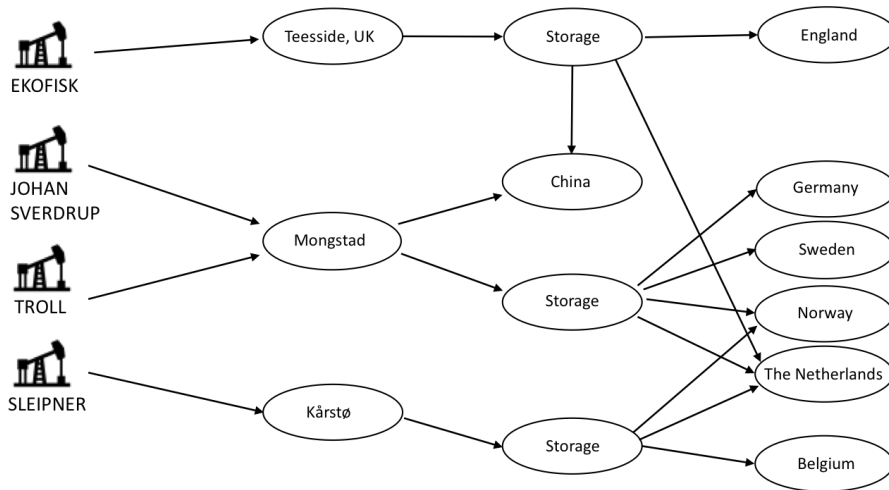 EKOFISK
Teesside, UK
Storage
England
JOHAN
SVERDRUP
China
Germany
Mongstad
Sweden
TROLL
Storage
Norway
The Netherlands
SLEIPNER
Kårstø
Storage
Belgium